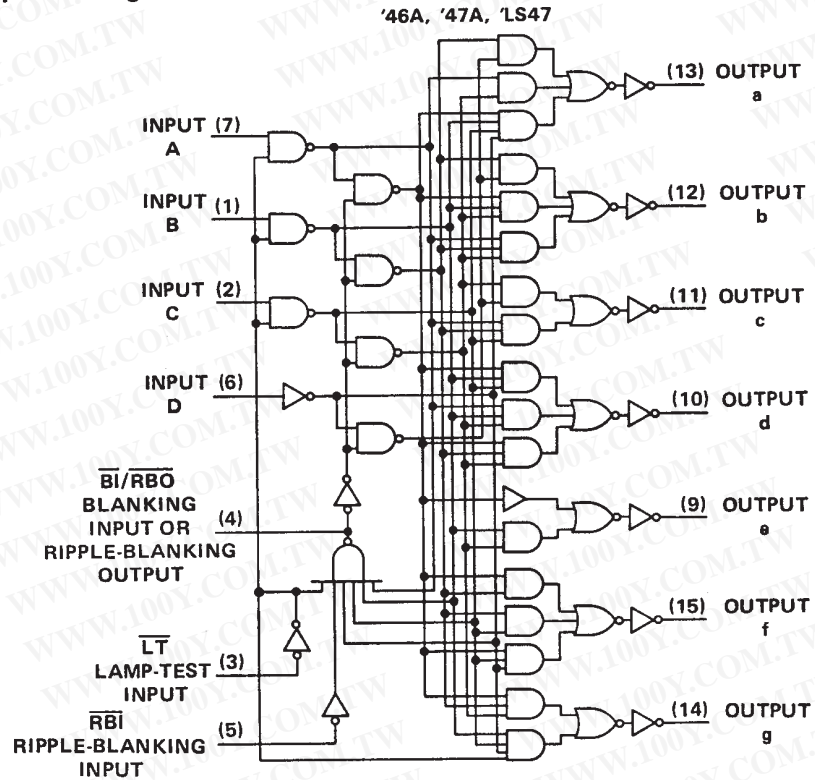 '46A, '47A, 'LS47
(13) OUTPUT
a
INPUT (7)
A
(12) OUTPUT
b
INPUT (1)
B
INPUT (2)
C
(11) OUTPUT
c
INPUT (6)
D
(10) OUTPUT
d
BI/RBO
BLANKING
INPUT OR (4)
RIPPLE-BLANKING
OUTPUT
(9) OUTPUT
e
(15) OUTPUT
f
LT
LAMP-TEST (3)
INPUT
(14) OUTPUT
g
RBI (5)
RIPPLE-BLANKING
INPUT
WWW.100Y.COM.TW